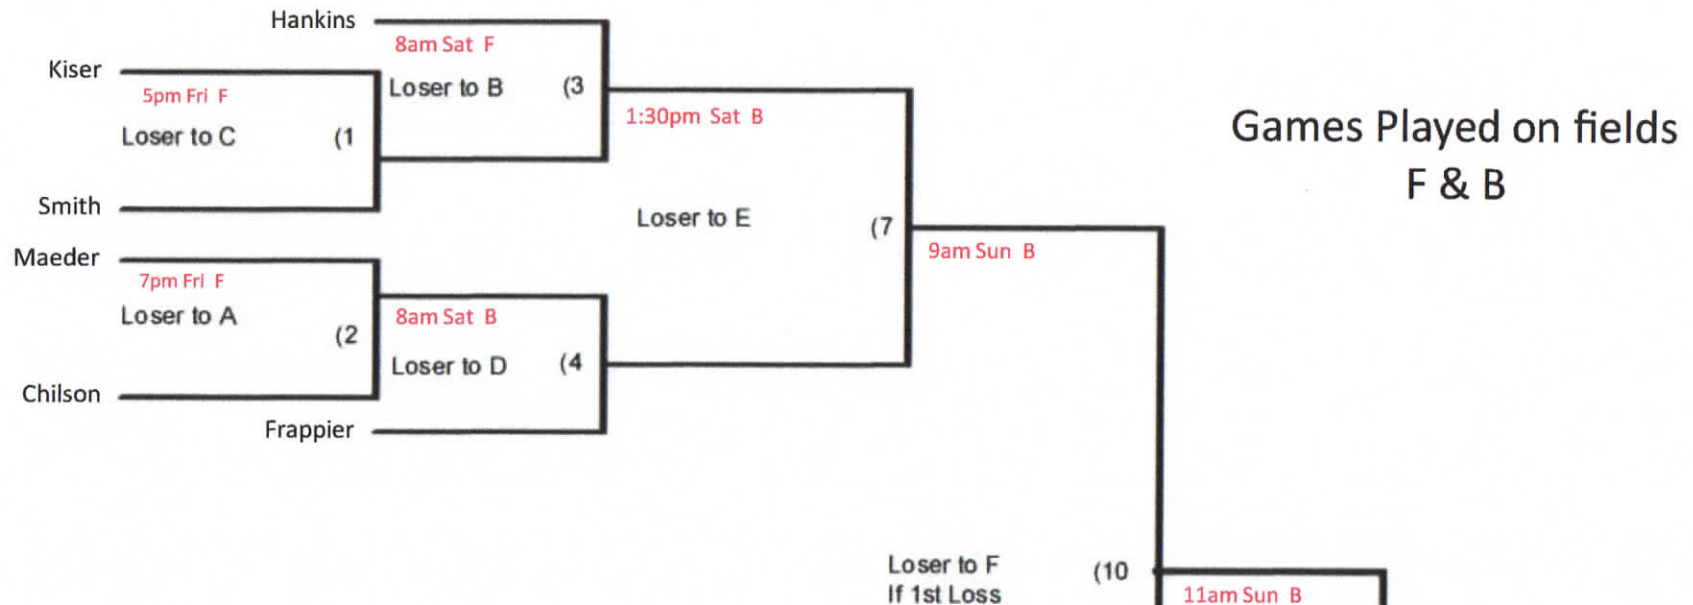 Hankins
8am Sat F
Kiser
Loser to B (3
5pm Fri F
1:30pm Sat B
Games Played on fields
F & B
Loser to C (1
Smith
Loser to E (7
9am Sun B
Maeder
7pm Fri F
Loser to A
8am Sat B
(2
Loser to D (4
Chilson
Frappier
Loser to F (10
If 1st Loss
11am Sun B